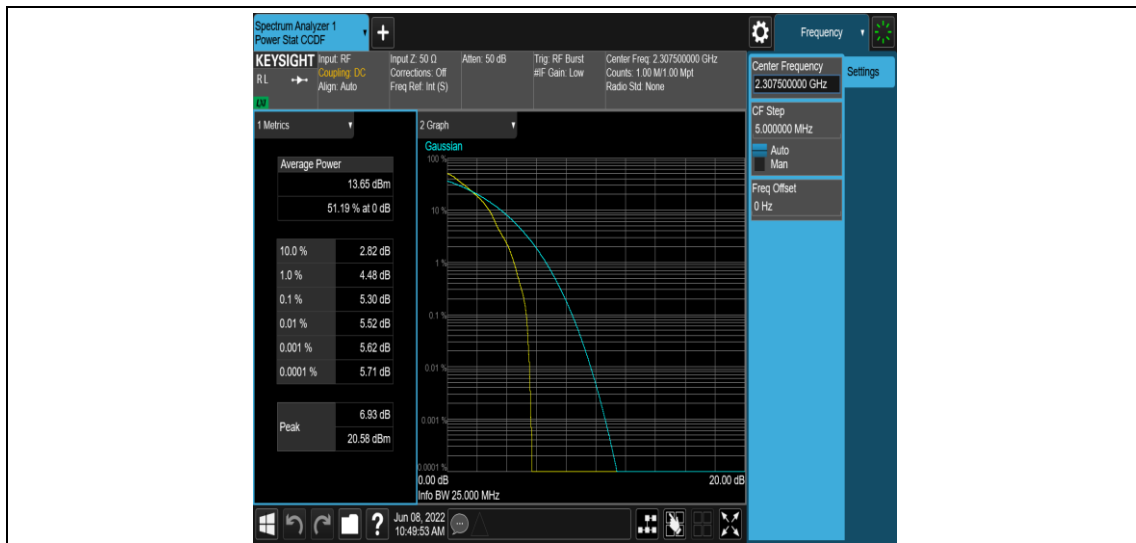 Spectrum Analyzer 1
Power Stat CCDF
+
Frequency
KEYSIGHT
RL
LXI
Input: RF
Coupling: DC
Align: Auto
Input Z: 50 Ω
Corrections: Off
Freq Ref: Int (S)
Atten: 50 dB
Trig: RF Burst
#IF Gain: Low
Center Freq: 2.307500000 GHz
Counts: 1.00 M/1.00 Mpt
Radio Std: None
Center Frequency
2.307500000 GHz
Settings
CF Step
5.000000 MHz
Auto
Man
Freq Offset
0 Hz
1 Metrics
Average Power
13.65 dBm
51.19 % at 0 dB
10.0 % 2.82 dB
1.0 % 4.48 dB
0.1 % 5.30 dB
0.01 % 5.52 dB
0.001 % 5.62 dB
0.0001 % 5.71 dB
Peak
6.93 dB
20.58 dBm
2 Graph
Gaussian
100 %
10 %
1 %
0.1 %
0.01 %
0.001 %
0.0001 %
0.00 dB 20.00 dB
Info BW 25.000 MHz
?
Jun 08, 2022
10:49:53 AM